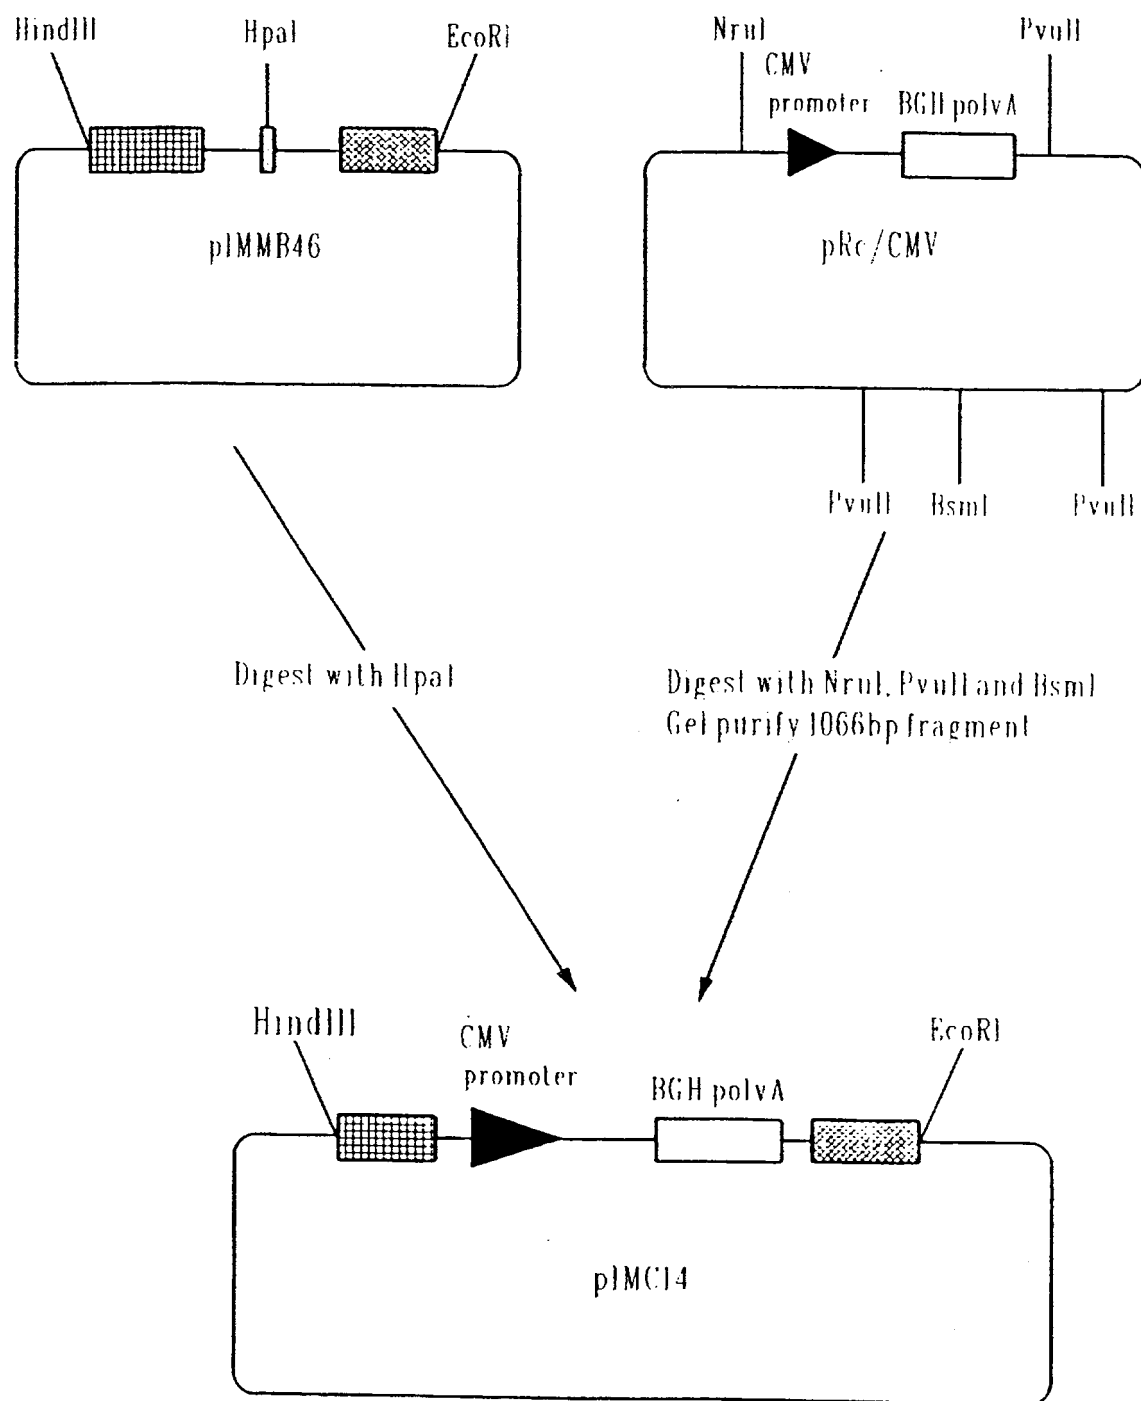 HindIII
HpaI
EcoRI
NruI
PvuII
CMV
promoter
BGH polyA
pIMMB46
pRc/CMV
PvuII
BsmI
PvuII
Digest with HpaI
Digest with NruI, PvuII and BsmI
Gel purify 1066bp fragment
HindIII
CMV
promoter
BGH polyA
EcoRI
pIMC14